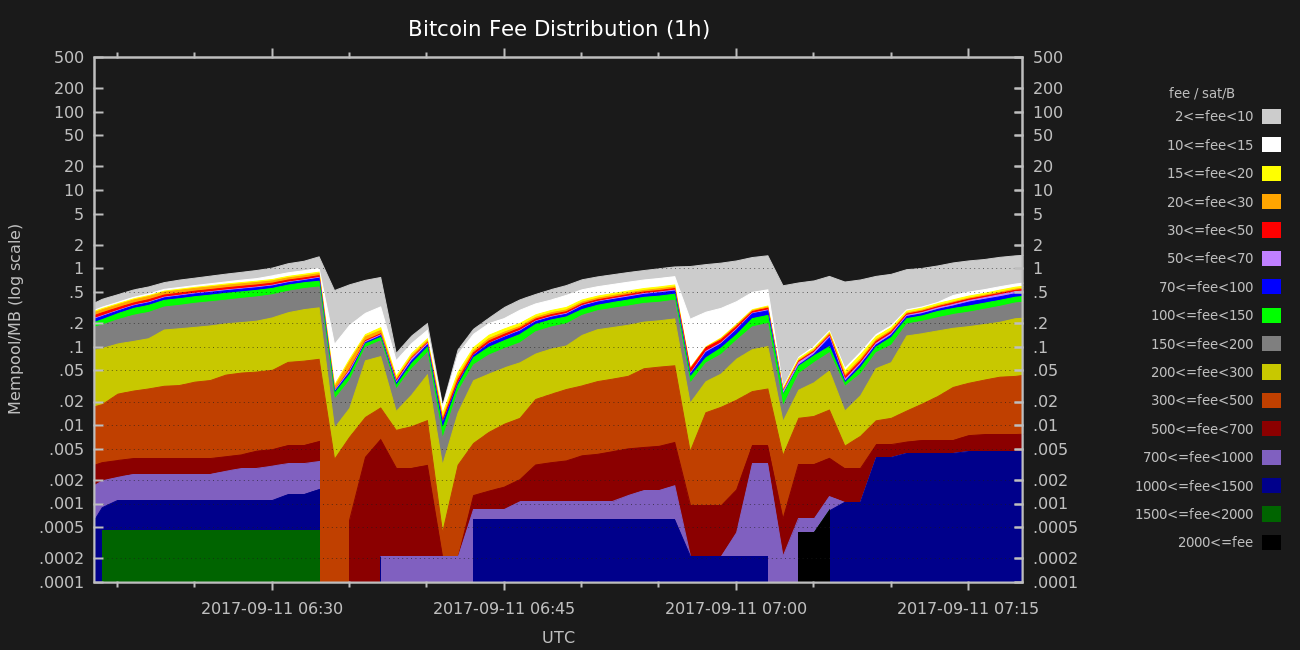 Bitcoin Fee Distribution (1h)
Mempool/MB (log scale)
500
200
100
50
20
10
5
2
1
.5
.2
.1
.05
.02
.01
.005
.002
.001
.0005
.0002
.0001
500
200
100
50
20
10
5
2
1
.5
.2
.1
.05
.02
.01
.005
.002
.001
.0005
.0002
.0001
2017-09-11 06:30
2017-09-11 06:45
2017-09-11 07:00
2017-09-11 07:15
UTC
fee / sat/B
2<=fee<10
10<=fee<15
15<=fee<20
20<=fee<30
30<=fee<50
50<=fee<70
70<=fee<100
100<=fee<150
150<=fee<200
200<=fee<300
300<=fee<500
500<=fee<700
700<=fee<1000
1000<=fee<1500
1500<=fee<2000
2000<=fee